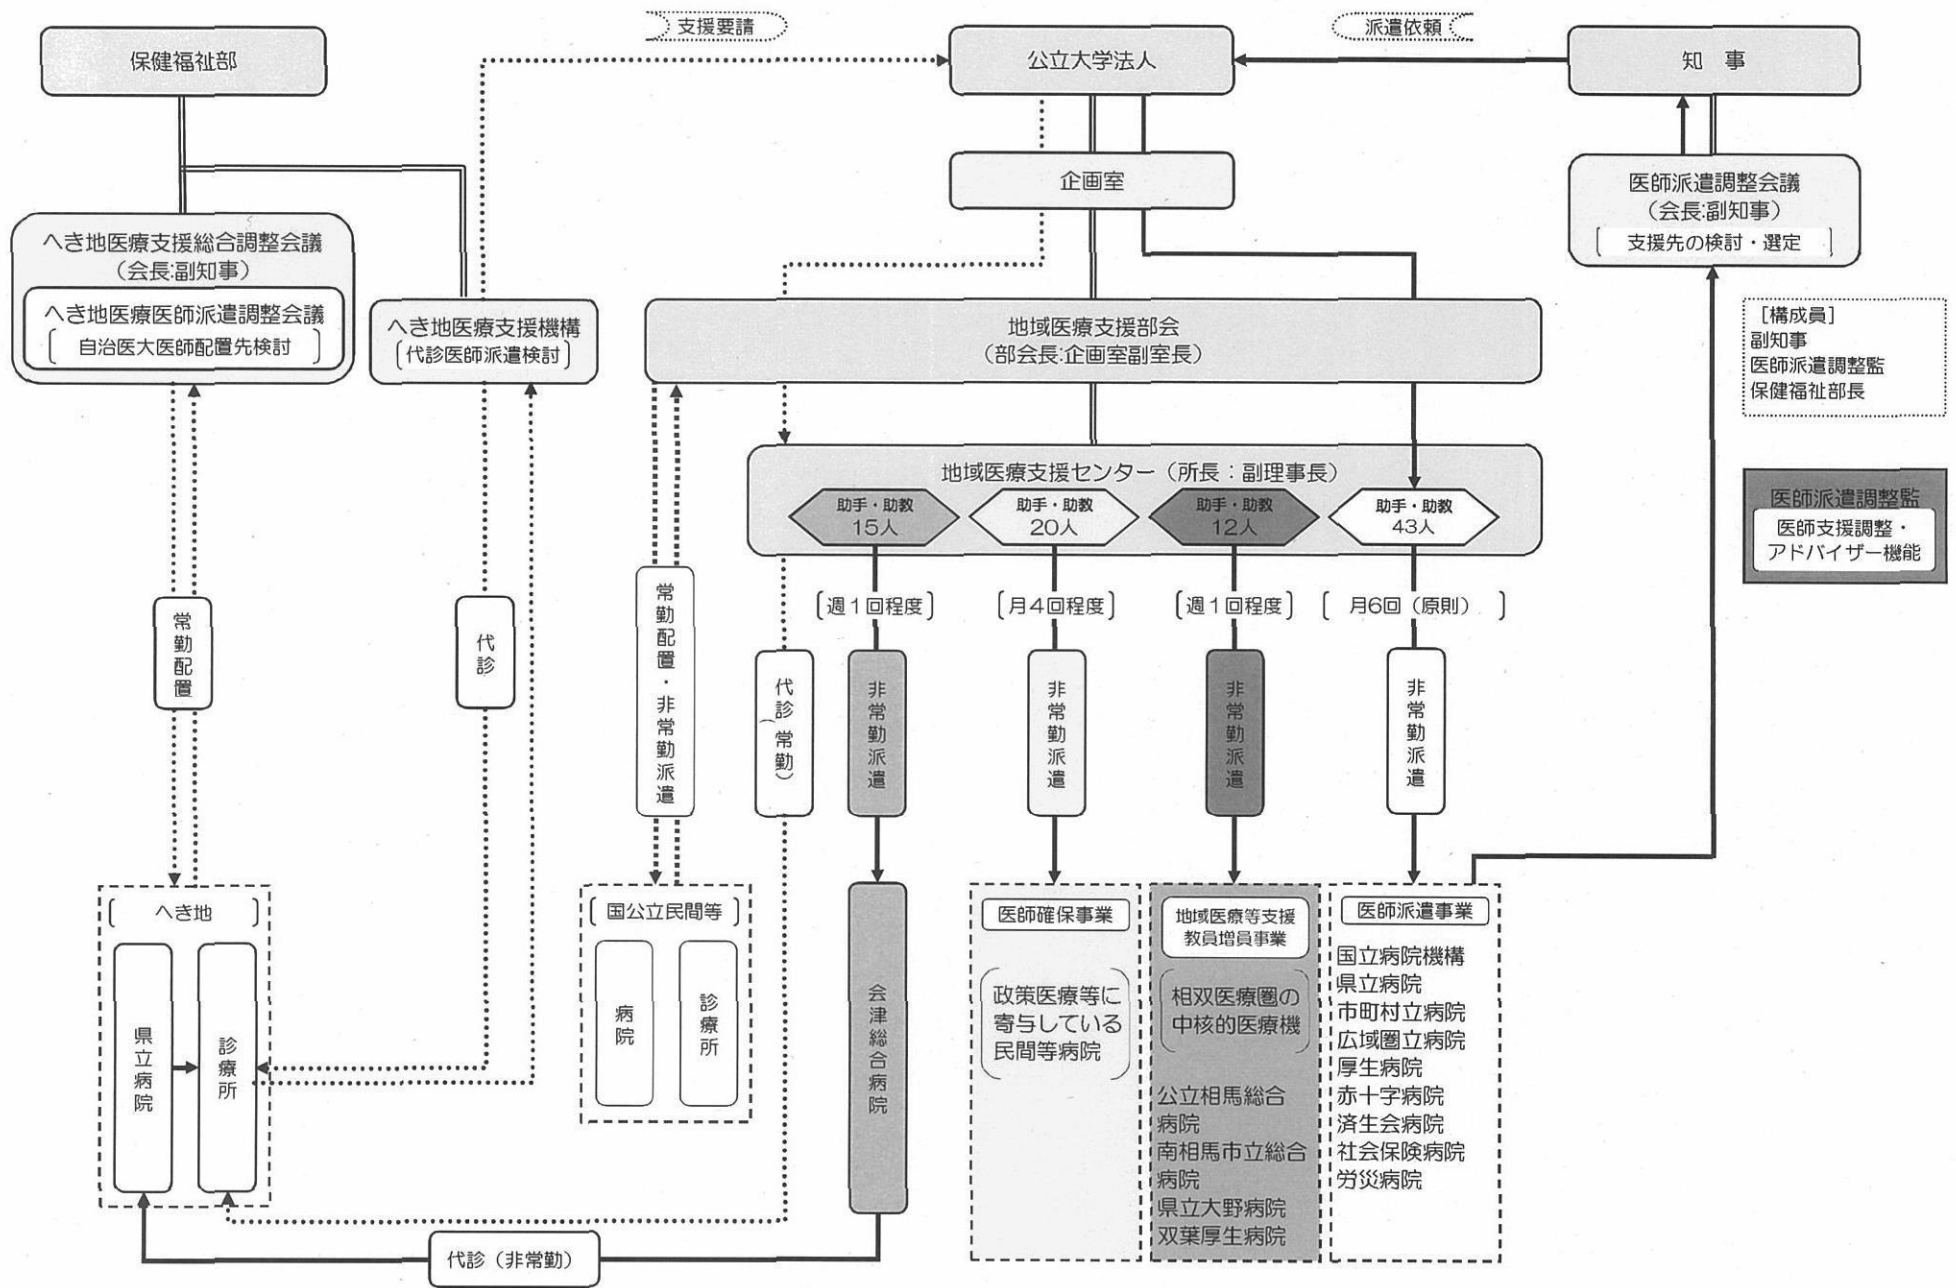 支援要請
派遣依頼
保健福祉部
公立大学法人
知 事
企画室
医師派遣調整会議
(会長:副知事)
[ 支援先の検討・選定 ]
へき地医療支援総合調整会議
(会長:副知事)
へき地医療医師派遣調整会議
[ 自治医大医師配置先検討 ]
へき地医療支援機構
[代診医師派遣検討]
地域医療支援部会
(部会長:企画室副室長)
[構成員]
副知事
医師派遣調整監
保健福祉部長
地域医療支援センター(所長:副理事長)
助手・助教
15人
助手・助教
20人
助手・助教
12人
助手・助教
43人
医師派遣調整監
医師支援調整・
アドバイザー機能
[週1回程度]
[月4回程度]
[週1回程度]
[ 月6回(原則) ]
常勤配置
代診
常勤配置・非常勤派遣
代診(常勤)
非常勤派遣
非常勤派遣
非常勤派遣
非常勤派遣
[ へき地 ]
県立病院
診療所
[国公立民間等]
病院
診療所
会津総合病院
医師確保事業
政策医療等に
寄与している
民間等病院
地域医療等支援
教員増員事業
相双医療圏の
中核的医療機
公立相馬総合
病院
南相馬市立総合
病院
県立大野病院
双葉厚生病院
医師派遣事業
国立病院機構
県立病院
市町村立病院
広域圏立病院
厚生病院
赤十字病院
済生会病院
社会保険病院
労災病院
代診(非常勤)